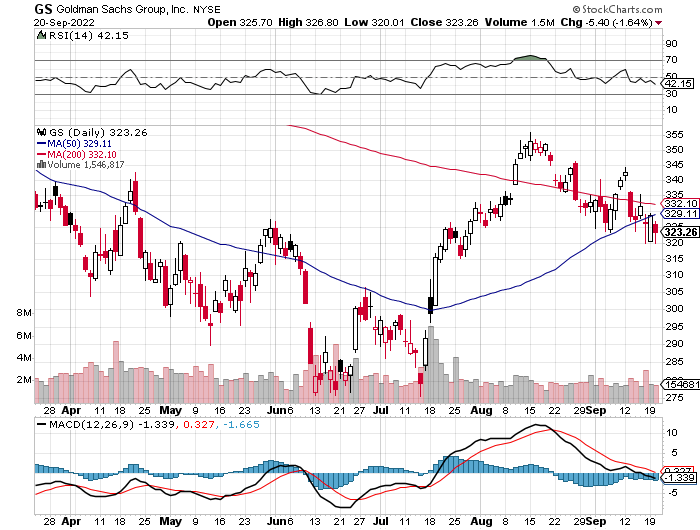 GS Goldman Sachs Group, Inc. NYSE © StockCharts.com
20-Sep-2022 Open 325.70 High 326.80 Low 320.01 Close 323.26 Volume 1.5M Chg -5.40 (-1.64%)
RSI(14) 42.15
90
70
50
42.15
30
10
GS (Daily) 323.26
MA(50) 329.11
MA(200) 332.10
Volume 1,546,817
355
350
345
340
335
332.10
329.11
323.26
320
315
310
305
300
295
290
285
280
275
8M
6M
4M
2M
154681
28 Apr 11 18 25 May 9 16 23 Jun 6 13 21 27 Jul 11 18 25 Aug 8 15 22 29 Sep 12 19
MACD(12,26,9) -1.339, 0.327, -1.665
10
5
0.327
-1.339
-5
28 Apr 11 18 25 May 9 16 23 Jun 6 13 21 27 Jul 11 18 25 Aug 8 15 22 29 Sep 12 19